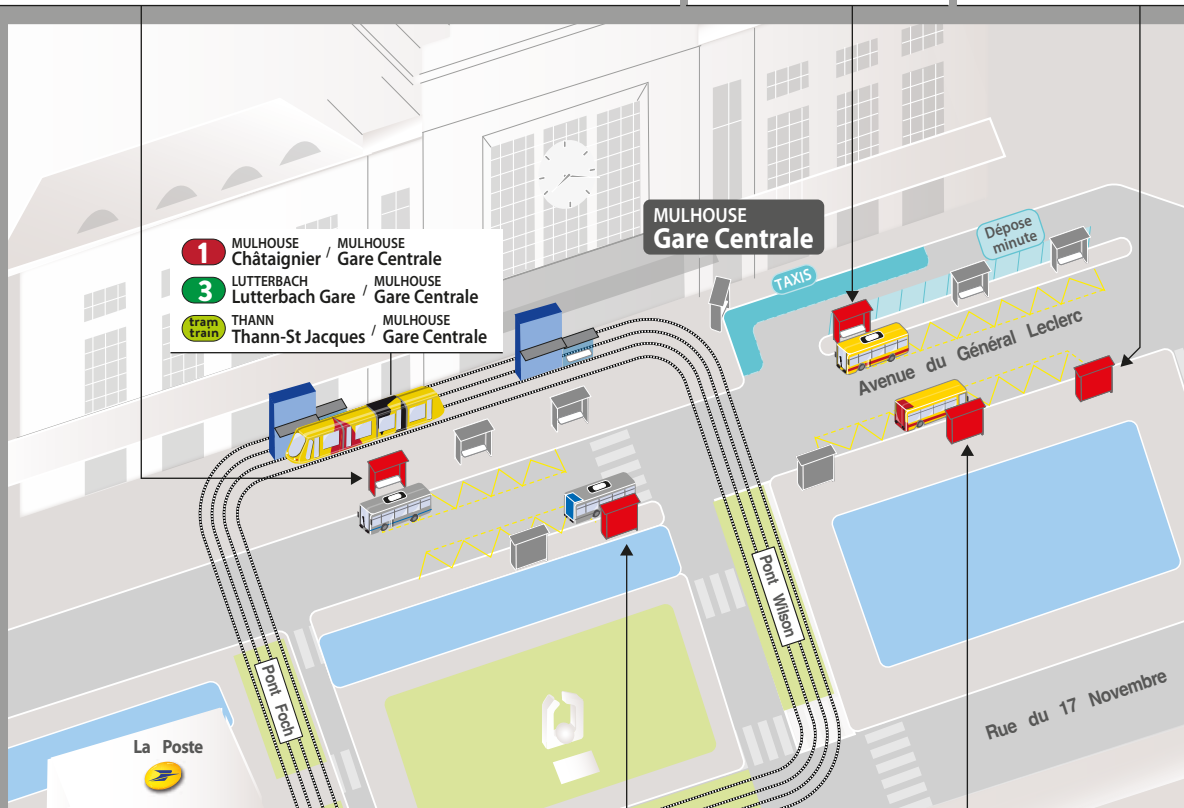 MULHOUSE
Gare Centrale
1 MULHOUSE Châtaignier / MULHOUSE Gare Centrale
3 LUTTERBACH Lutterbach Gare / MULHOUSE Gare Centrale
tram train THANN Thann-St Jacques / MULHOUSE Gare Centrale
TAXIS
Dépose
minute
Avenue du Général Leclerc
Pont Wilson
Pont Foch
Rue du 17 Novembre
La Poste